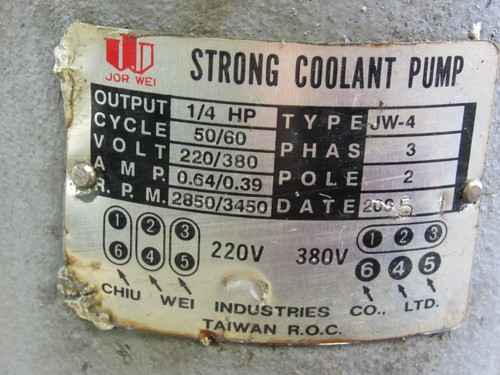 JOR WEI
STRONG COOLANT PUMP
OUTPUT 1/4 HP TYPE JW-4
CYCLE 50/60 PHAS 3
VOLT 220/380 POLE 2
AMP. 0.64/0.39
R.P.M. 2850/3450 DATE
1 2 3 220V 380V 1 2 3
6 4 5 6 4 5
CHIU WEI INDUSTRIES CO., LTD.
TAIWAN R.O.C.